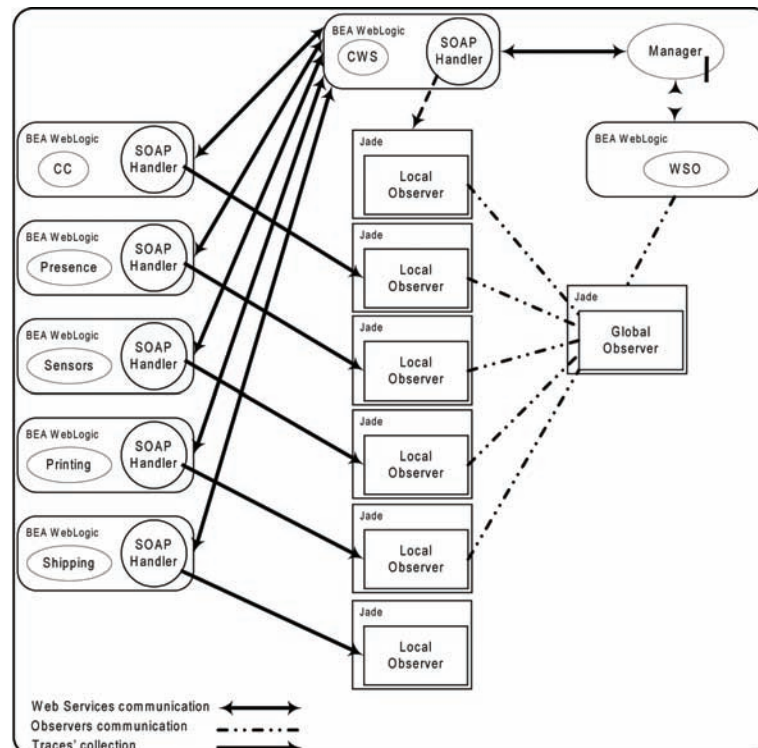 BEA WebLogic
CWS
SOAP
Handler
Manager
BEA WebLogic
CC
SOAP
Handler
Jade
Local
Observer
BEA WebLogic
WSO
BEA WebLogic
Presence
SOAP
Handler
Jade
Local
Observer
Jade
Global
Observer
BEA WebLogic
Sensors
SOAP
Handler
Jade
Local
Observer
BEA WebLogic
Printing
SOAP
Handler
Jade
Local
Observer
BEA WebLogic
Shipping
SOAP
Handler
Jade
Local
Observer
Jade
Local
Observer
Web Services communication
Observers communication
Traces' collection